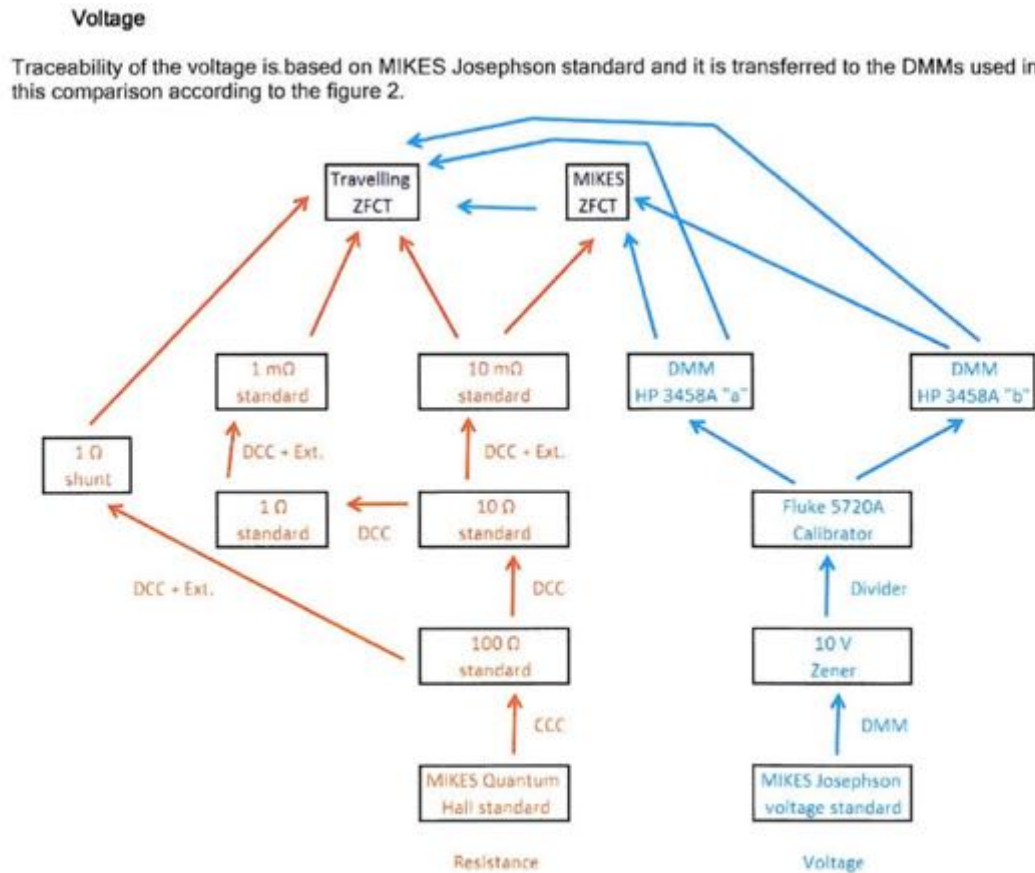 Voltage
Traceability of the voltage is based on MIKES Josephson standard and it is transferred to the DMMs used in
this comparison according to the figure 2.
Travelling
ZFCT
MIKES
ZFCT
1 mΩ
standard
10 mΩ
standard
DMM
HP 3458A "a"
DMM
HP 3458A "b"
1 Ω
shunt
DCC + Ext.
DCC + Ext.
1 Ω
standard
DCC
10 Ω
standard
Fluke 5720A
Calibrator
DCC + Ext.
DCC
Divider
100 Ω
standard
10 V
Zener
CCC
DMM
MIKES Quantum
Hall standard
MIKES Josephson
voltage standard
Resistance
Voltage